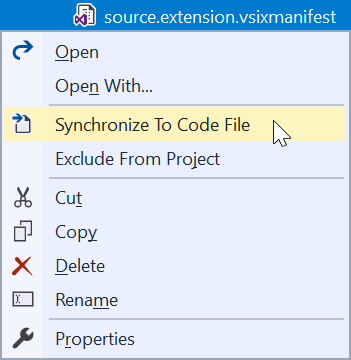 source.extension.vsixmanifest
Open
Open With...
Synchronize To Code File
Exclude From Project
Cut
Copy
Delete
Rename
Properties